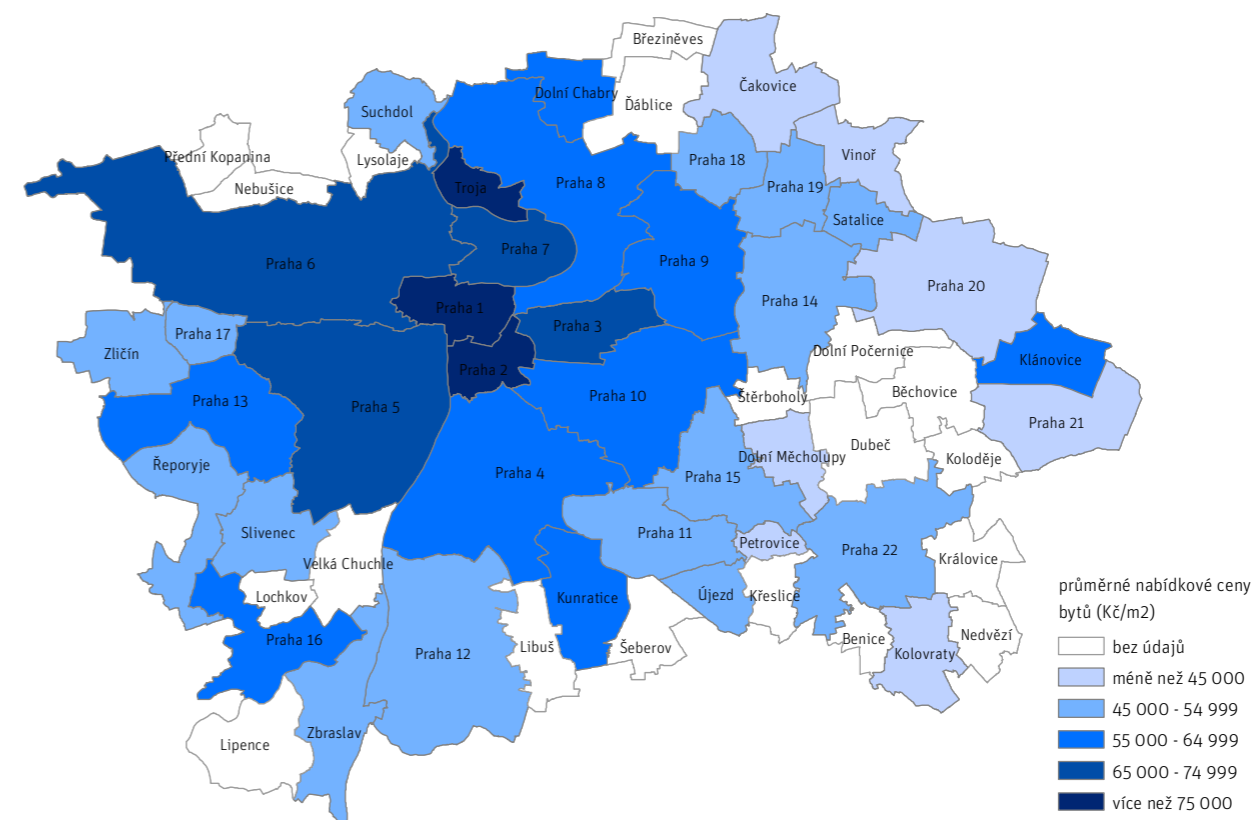 Březiněves
Čakovice
Dolní Chabry
Ďáblice
Suchdol
Přední Kopanina
Lysolaje
Praha 18
Vinoř
Nebušice
Troja
Praha 8
Praha 19
Satalice
Praha 7
Praha 6
Praha 9
Praha 20
Praha 1
Praha 14
Praha 3
Praha 17
Zličín
Dolní Počernice
Klánovice
Praha 2
Praha 10
Štěrboholy
Běchovice
Praha 13
Praha 5
Praha 21
Dubeč
Dolní Měcholupy
Koloděje
Řeporyje
Praha 4
Praha 15
Slivenec
Praha 11
Petrovice
Praha 22
Velká Chuchle
Královice
Lochkov
Kunratice
Újezd
Křeslice
Praha 16
Praha 12
Libuš
Šeberov
Benice
Nedvězí
Kolovraty
Zbraslav
Lipence
průměrné nabídkové ceny
bytů (Kč/m2)
bez údajů
méně než 45 000
45 000 - 54 999
55 000 - 64 999
65 000 - 74 999
více než 75 000